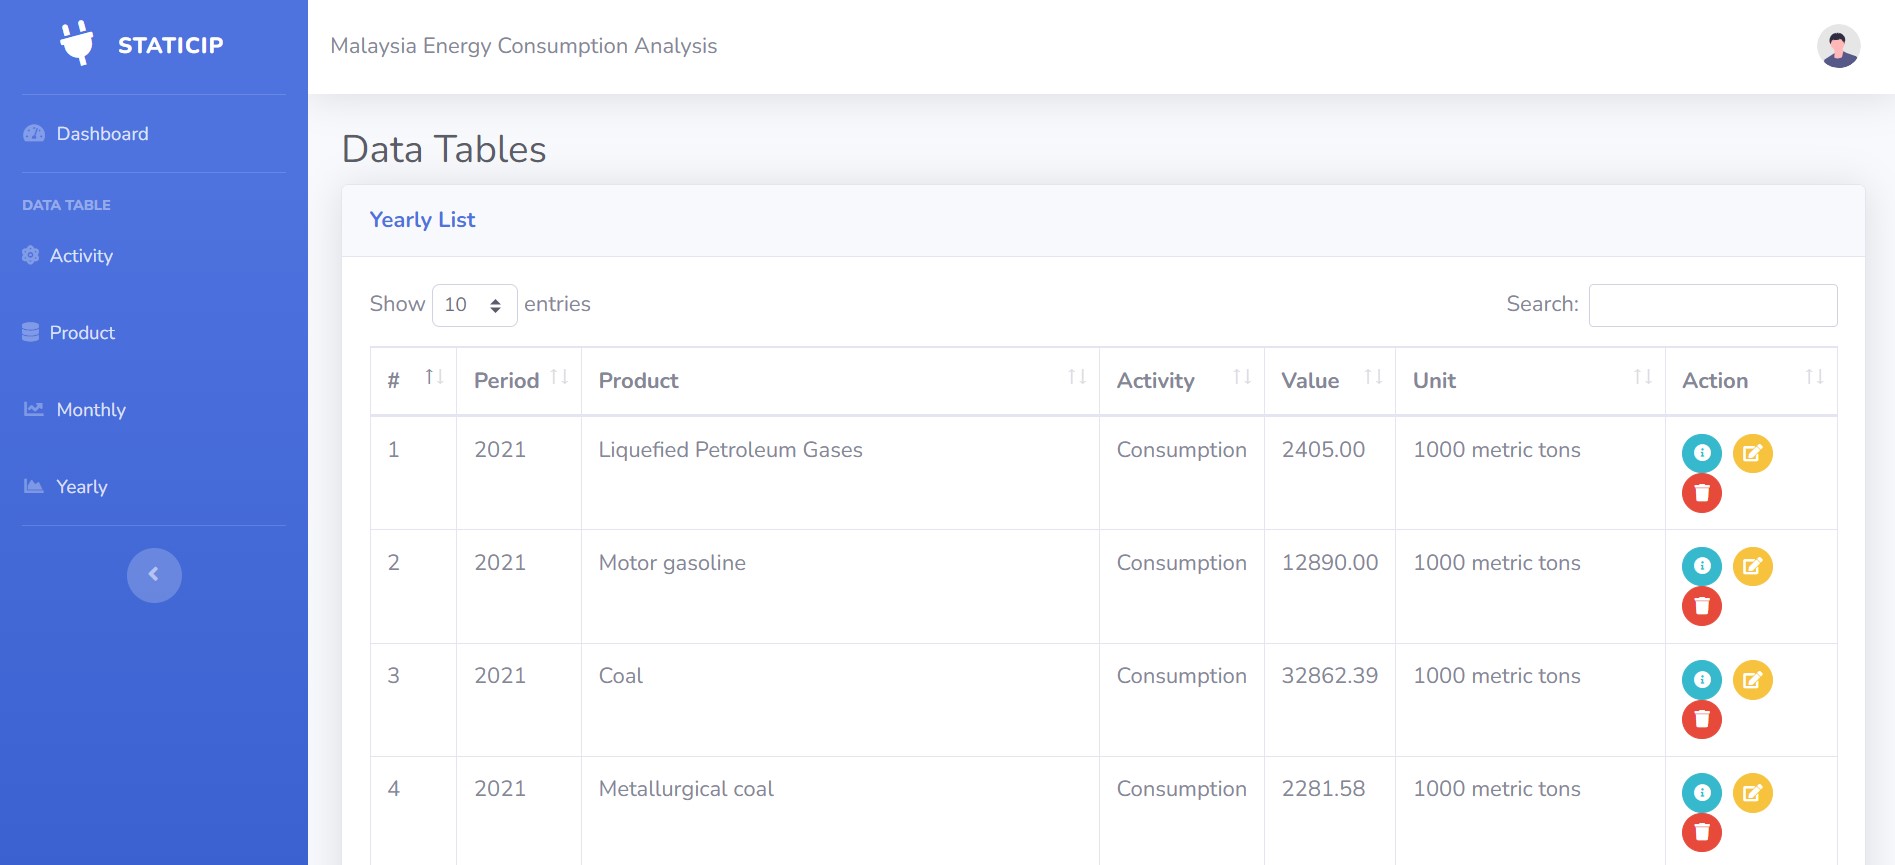 STATICIP
Malaysia Energy Consumption Analysis
Dashboard
DATA TABLE
Activity
Product
Monthly
Yearly
Data Tables
Yearly List
Show 10 entries
Search:
# Period Product Activity Value Unit Action
1 2021 Liquefied Petroleum Gases Consumption 2405.00 1000 metric tons
2 2021 Motor gasoline Consumption 12890.00 1000 metric tons
3 2021 Coal Consumption 32862.39 1000 metric tons
4 2021 Metallurgical coal Consumption 2281.58 1000 metric tons